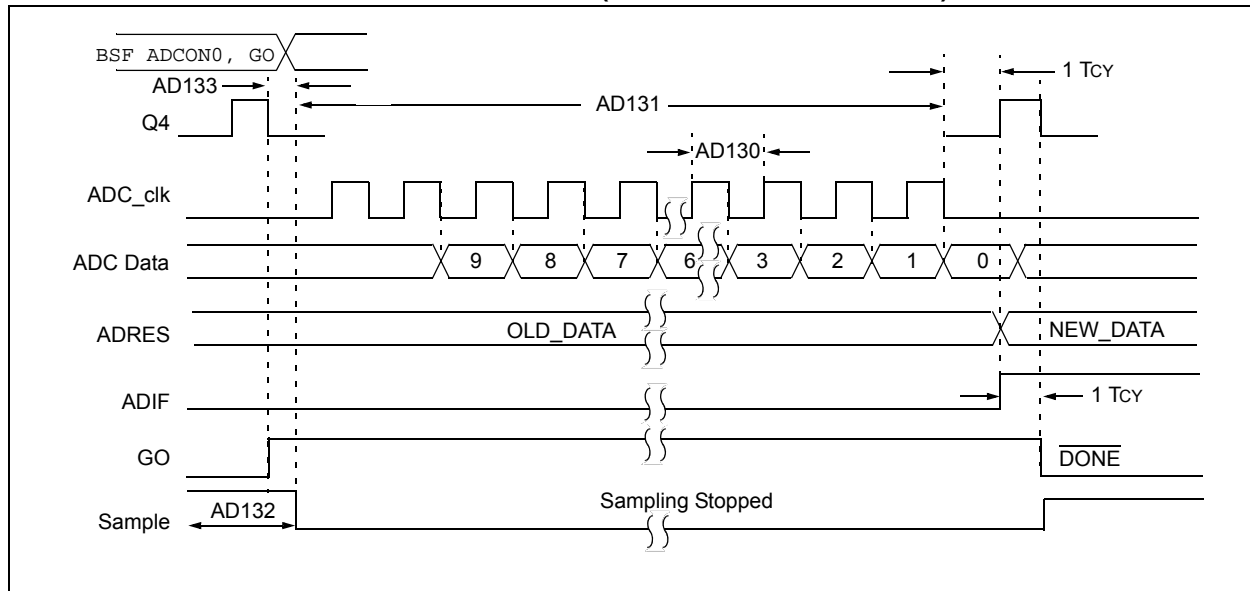 BSF ADCON0, GO
1 TCY
AD133
AD131
Q4
AD130
ADC_clk
ADC Data
9 8 7 6 3 2 1 0
ADRES
OLD_DATA
NEW_DATA
ADIF
1 TCY
GO
DONE
Sampling Stopped
AD132
Sample